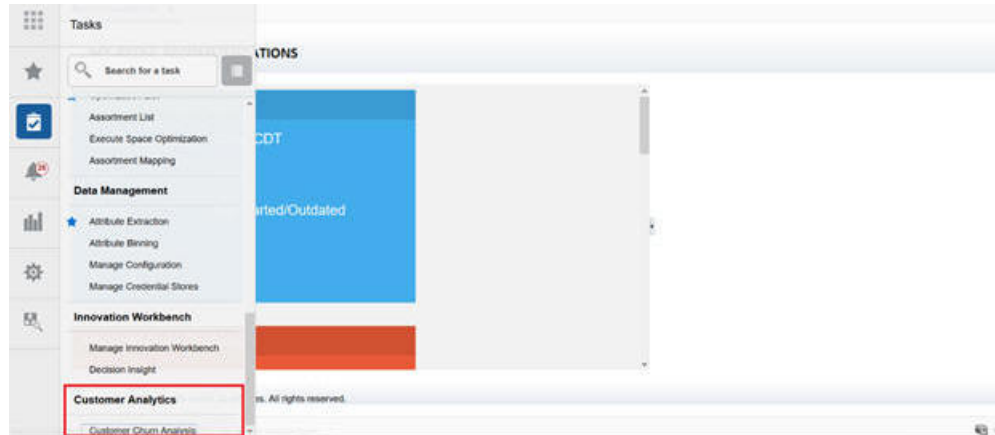 Tasks
ATIONS
Search for a task
Assortment List
Execute Space Optimization
CDT
Assortment Mapping
Data Management
arted/Outdated
Attribute Extraction
Attribute Binning
Manage Configuration
Manage Credential Stores
Innovation Workbench
Manage Innovation Workbench
Decision Insight
Customer Analytics
es. All rights reserved.
Customer Churn Analysis